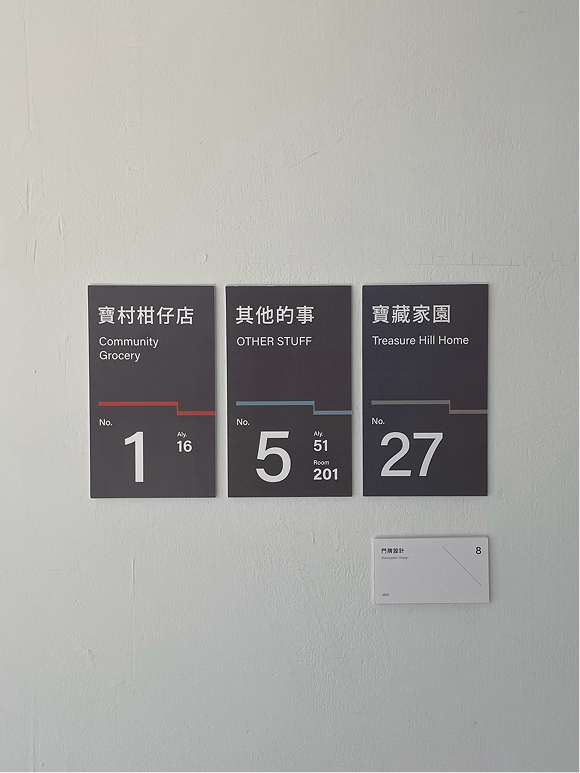 寶村柑仔店
Community
Grocery
No.
1
Aly.
16
其他的事
OTHER STUFF
No.
5
Aly.
51
Room
201
寶藏家園
Treasure Hill Home
No.
27
門牌設計
8